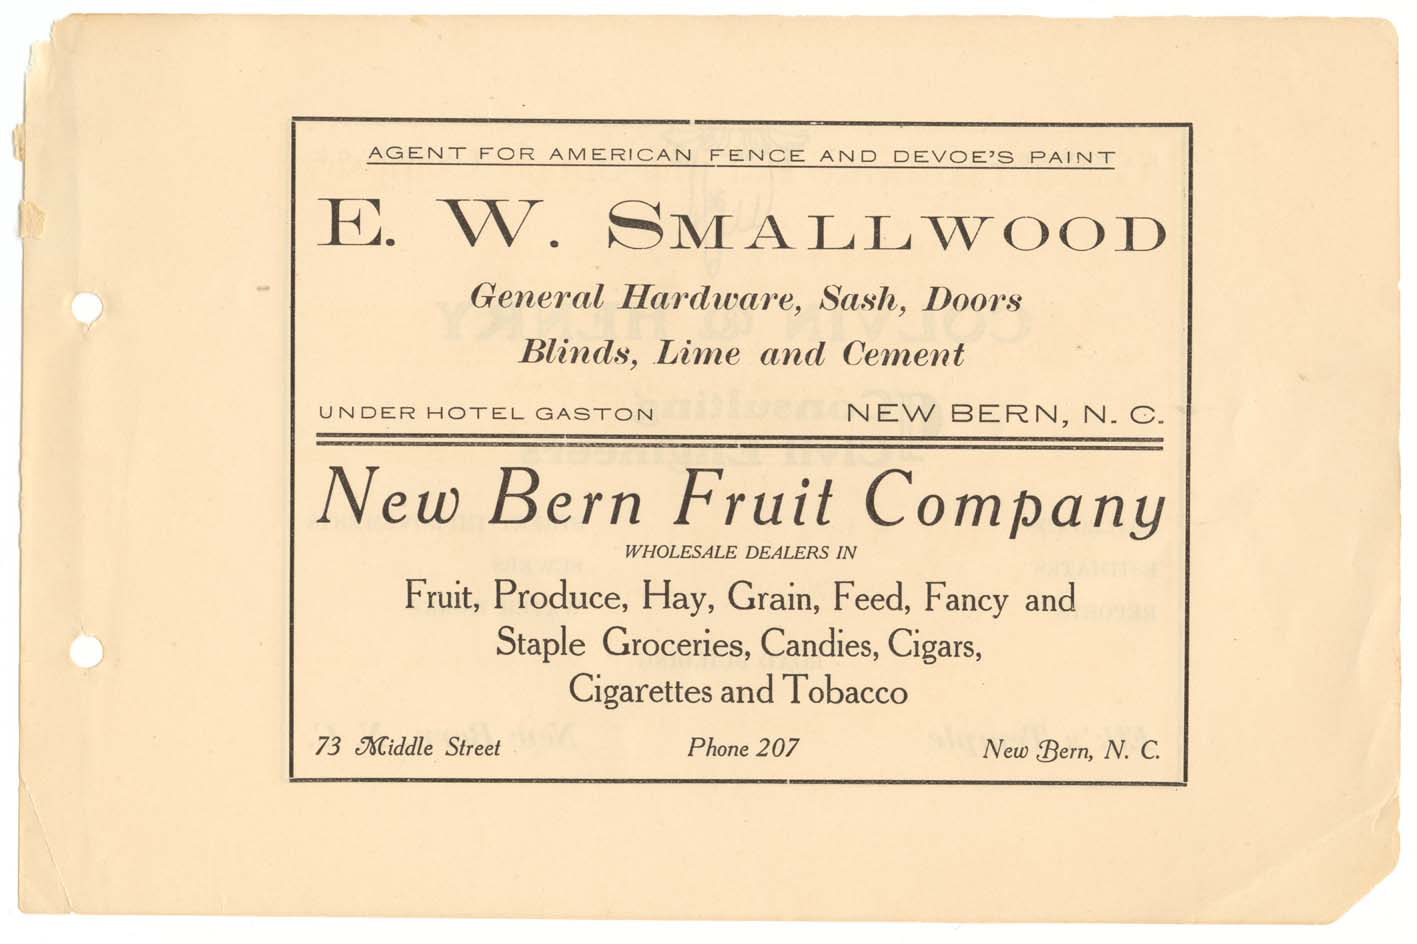 AGENT FOR AMERICAN FENCE AND DEVOE'S PAINT
E. W. SMALLWOOD
General Hardware, Sash, Doors
Blinds, Lime and Cement
UNDER HOTEL GASTON NEW BERN, N. C.
New Bern Fruit Company
WHOLESALE DEALERS IN
Fruit, Produce, Hay, Grain, Feed, Fancy and
Staple Groceries, Candies, Cigars,
Cigarettes and Tobacco
73 Middle Street Phone 207 New Bern, N. C.